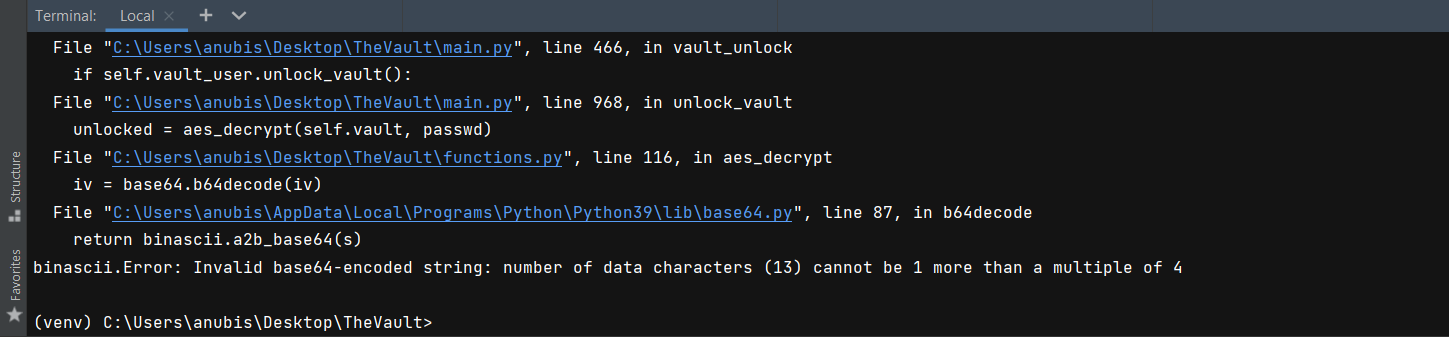 Terminal: Local × + ⌄
File "C:\Users\anubis\Desktop\TheVault\main.py", line 466, in vault_unlock
if self.vault_user.unlock_vault():
File "C:\Users\anubis\Desktop\TheVault\main.py", line 968, in unlock_vault
unlocked = aes_decrypt(self.vault, passwd)
File "C:\Users\anubis\Desktop\TheVault\functions.py", line 116, in aes_decrypt
iv = base64.b64decode(iv)
File "C:\Users\anubis\AppData\Local\Programs\Python\Python39\lib\base64.py", line 87, in b64decode
return binascii.a2b_base64(s)
binascii.Error: Invalid base64-encoded string: number of data characters (13) cannot be 1 more than a multiple of 4
(venv) C:\Users\anubis\Desktop\TheVault>
Structure
Favorites